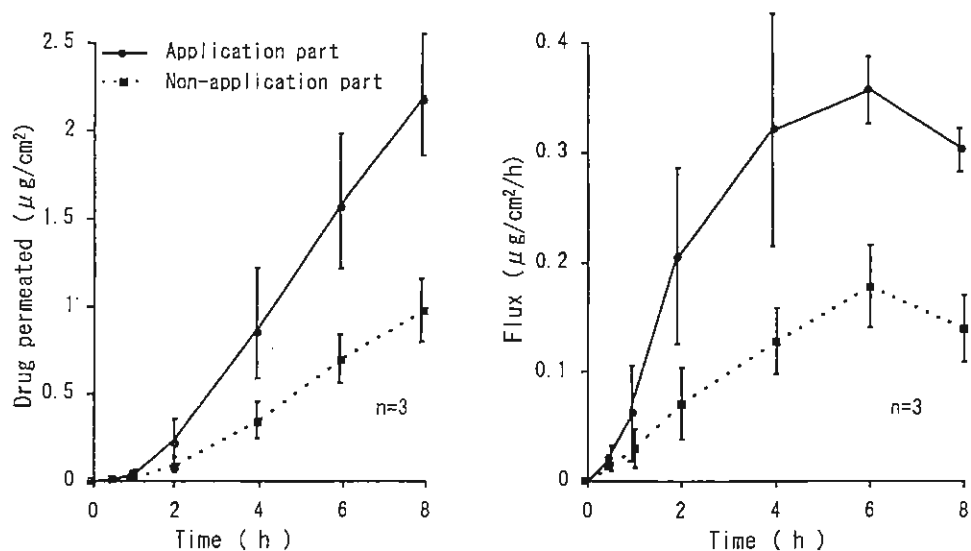 Drug permeated (μg/cm²)
2.5
2
1.5
1
0.5
0
Application part
Non-application part
n=3
0 2 4 6 8
Time (h)
Flux (μg/cm²/h)
0.4
0.3
0.2
0.1
0
n=3
0 2 4 6 8
Time (h)